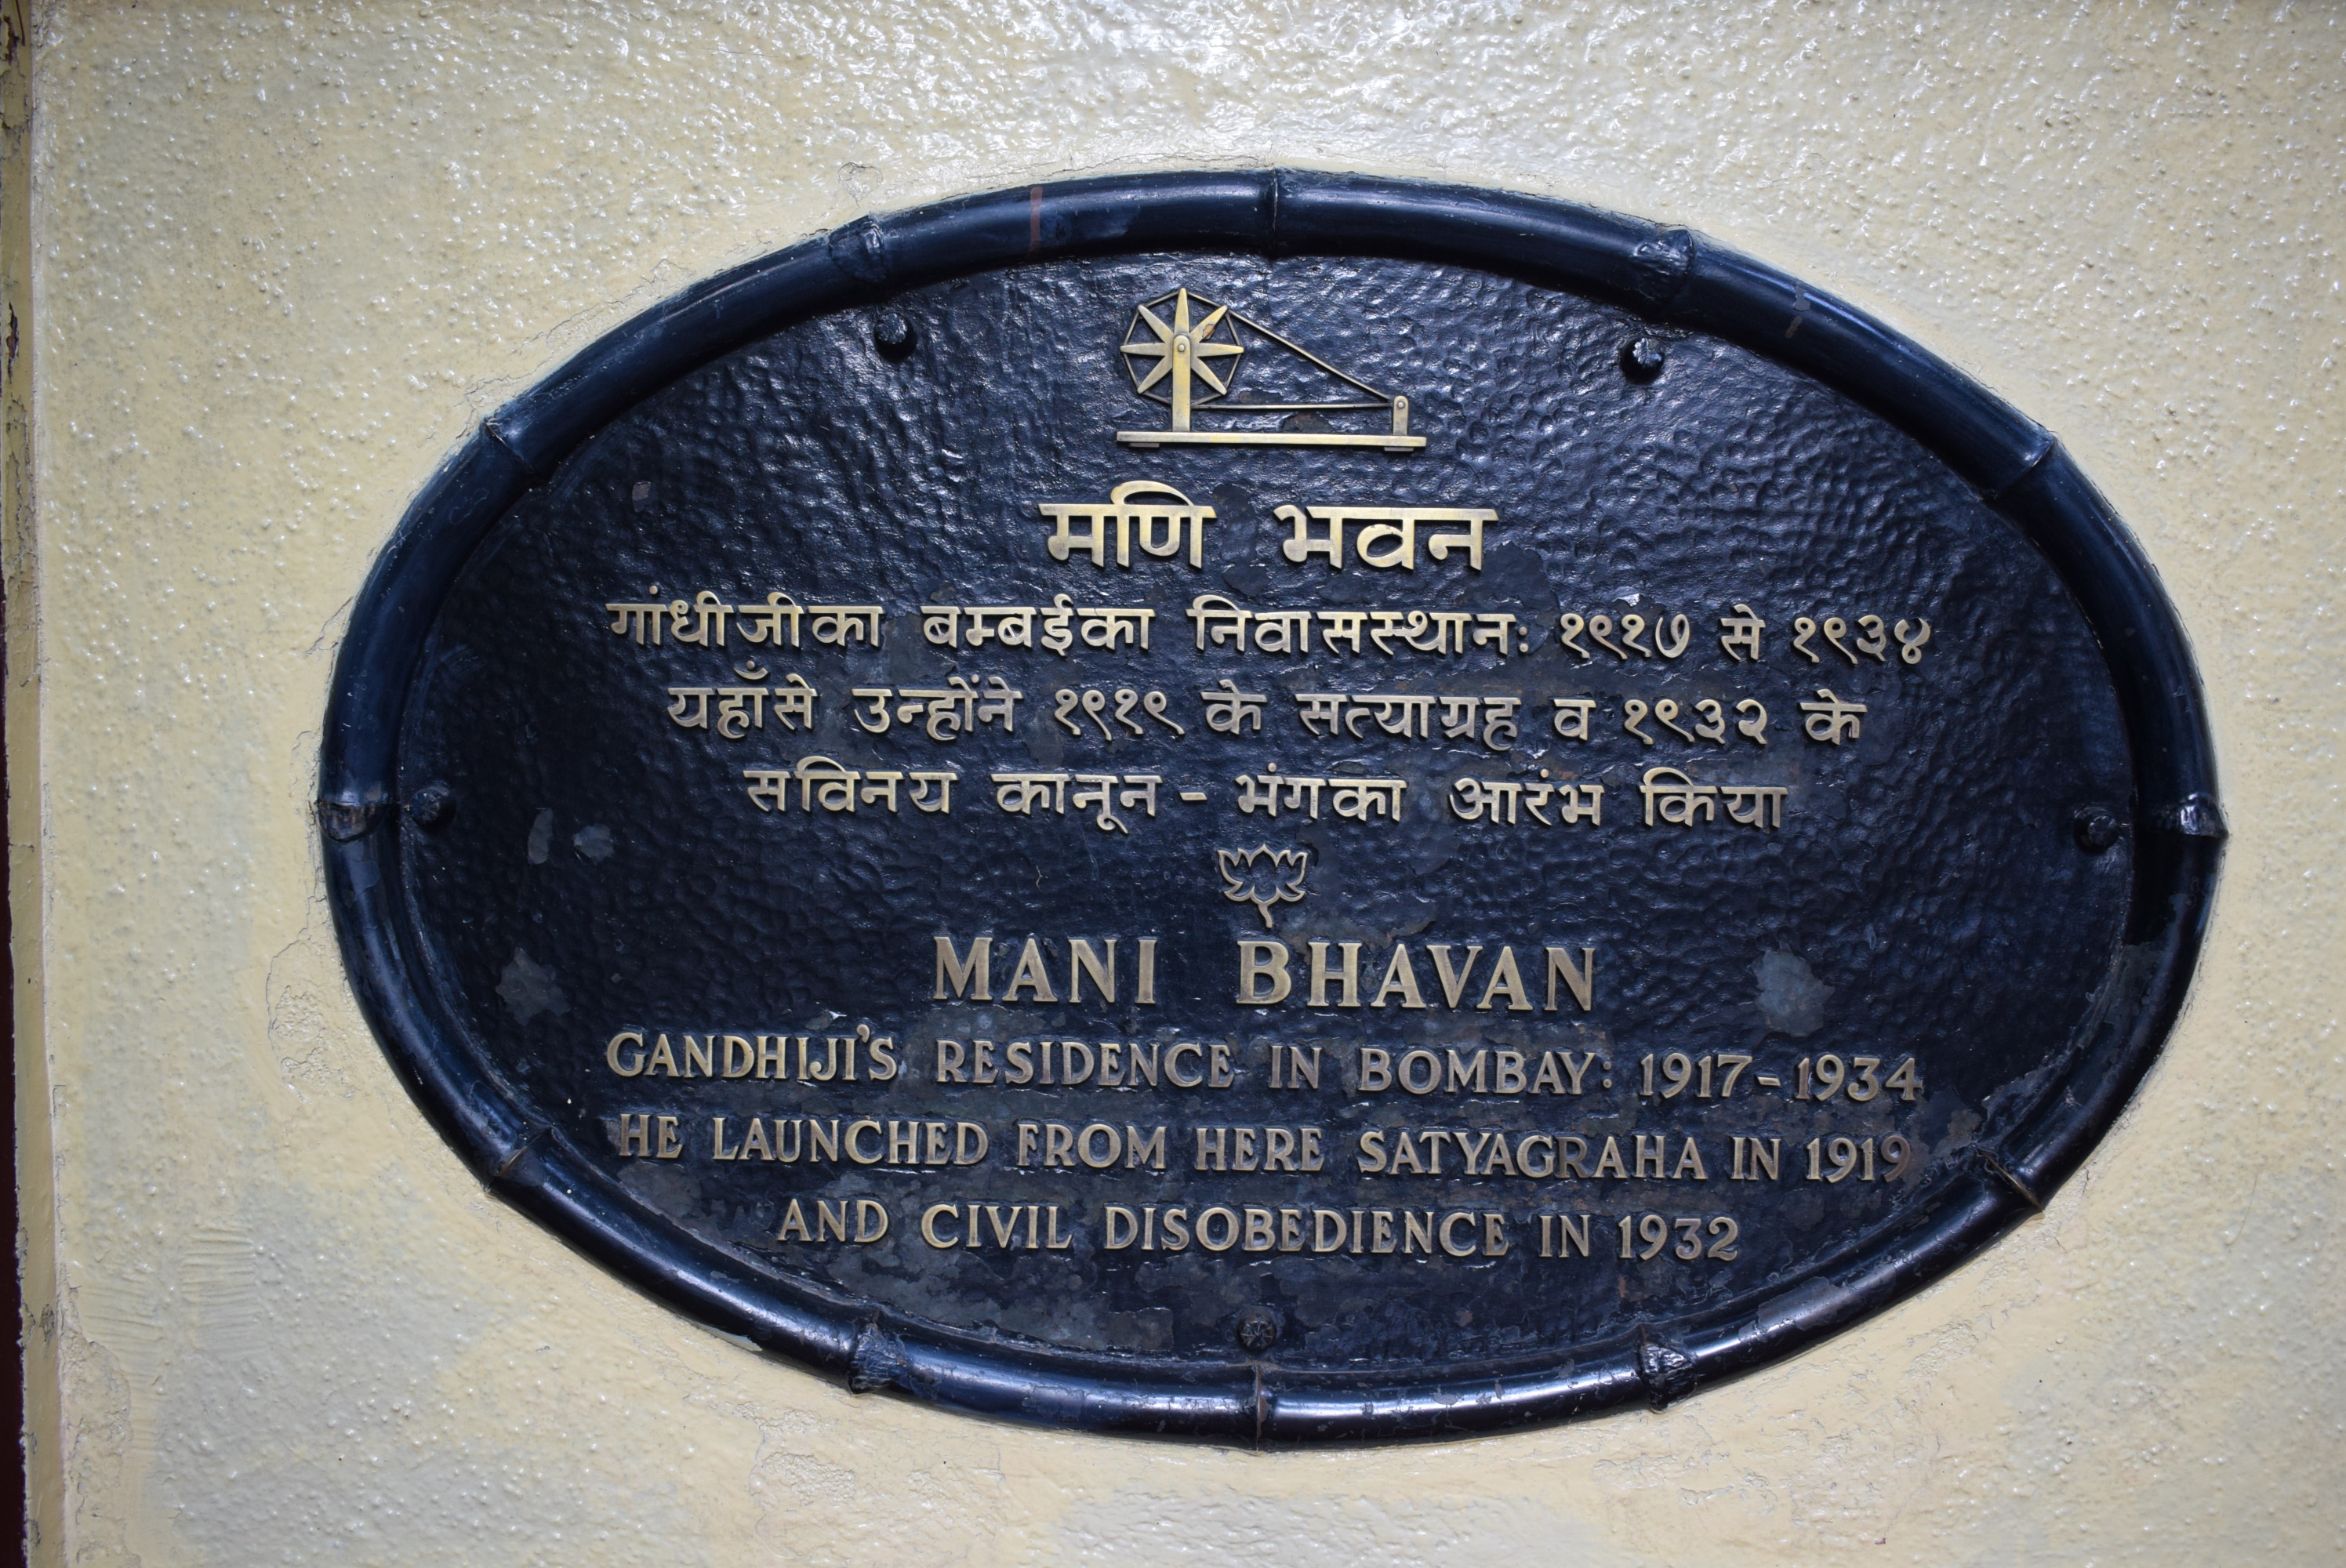 मणि भवन
गांधीजीका बम्बईका निवासस्थान: १९१७ से १९३४
यहाँसे उन्होंने १९१९ के सत्याग्रह व १९३२ के
सविनय कानून - भंगका आरंभ किया
MANI BHAVAN
GANDHIJI'S RESIDENCE IN BOMBAY: 1917-1934
HE LAUNCHED FROM HERE SATYAGRAHA IN 1919
AND CIVIL DISOBEDIENCE IN 1932